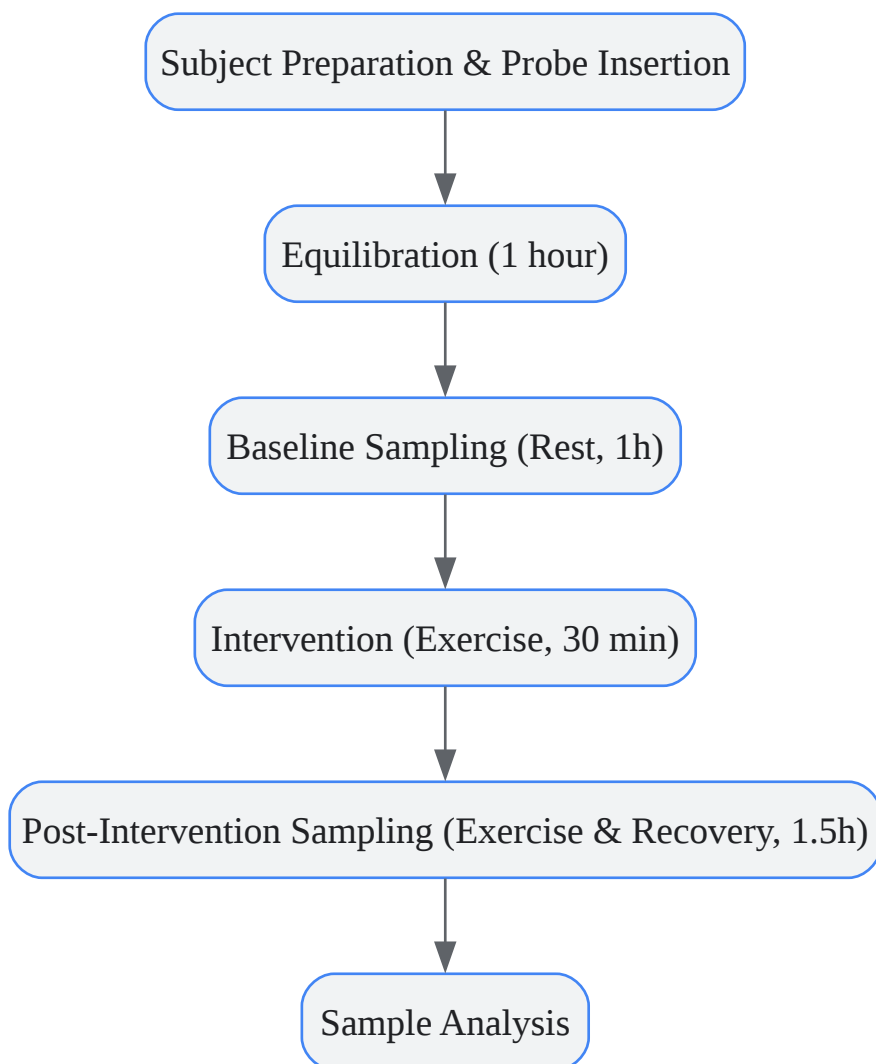 Subject Preparation & Probe Insertion
Equilibration (1 hour)
Baseline Sampling (Rest, 1h)
Intervention (Exercise, 30 min)
Post-Intervention Sampling (Exercise & Recovery, 1.5h)
Sample Analysis